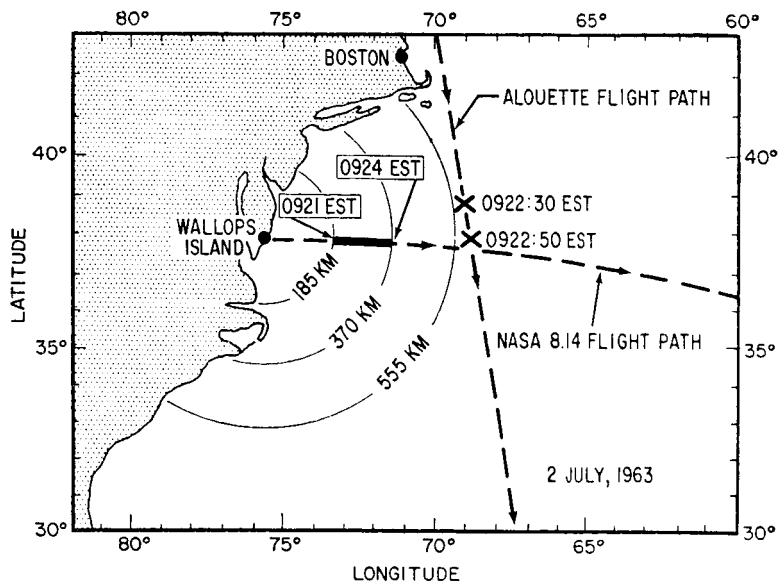 80° 75° 70° 65° 60°
BOSTON
ALOUETTE FLIGHT PATH
40° 40°
0924 EST
0921 EST
0922:30 EST
WALLOPS
ISLAND
0922:50 EST
185 KM
370 KM
555 KM
NASA 8.14 FLIGHT PATH
35° 35°
2 JULY, 1963
30° 30°
80° 75° 70° 65°
LATITUDE
LONGITUDE